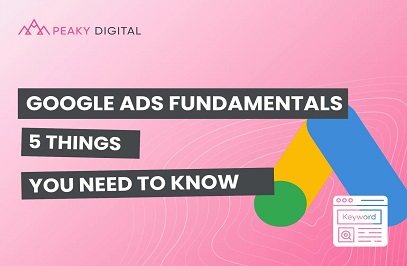 PEAKY DIGITAL
GOOGLE ADS FUNDAMENTALS
5 THINGS
YOU NEED TO KNOW
Keyword